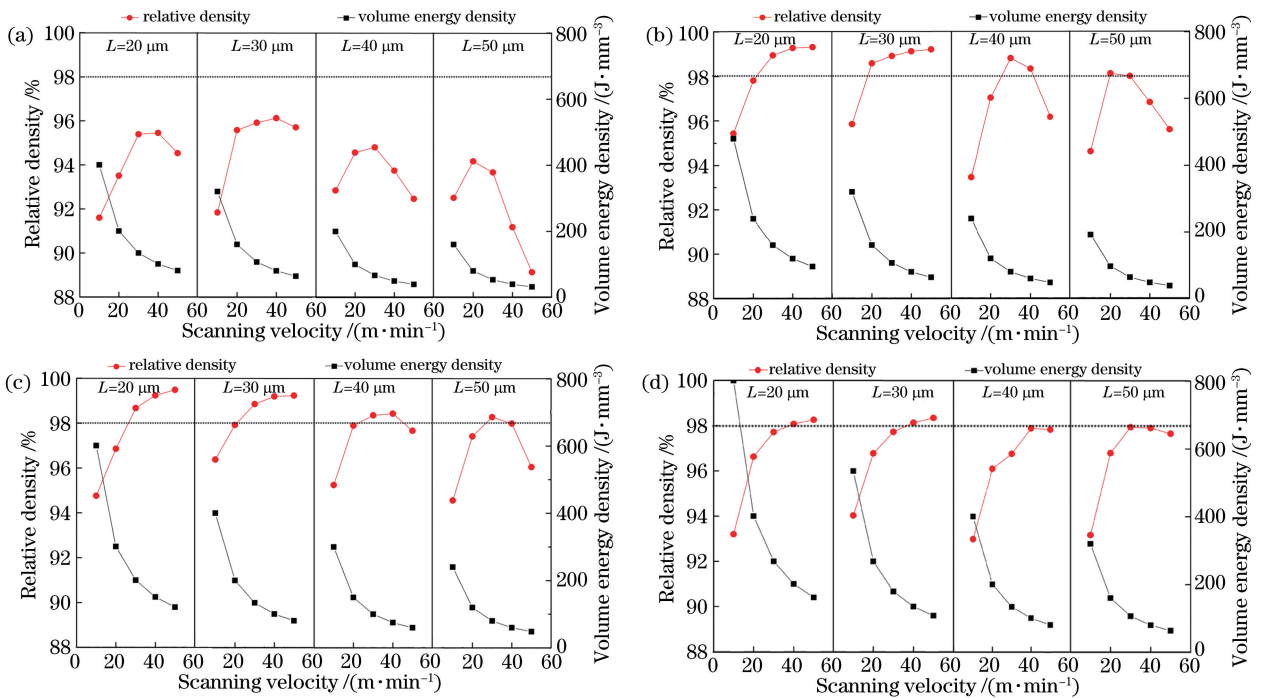 (a)
relative density
volume energy density
L=20 μm
L=30 μm
L=40 μm
L=50 μm
100
98
96
94
92
90
88
Relative density /%
800
600
400
200
0
Volume energy density /(J·mm⁻³)
0 20 40 60 20 40 60 20 40 60 20 40 60
Scanning velocity /(m·min⁻¹)
(b)
relative density
volume energy density
L=20 μm
L=30 μm
L=40 μm
L=50 μm
100
98
96
94
92
90
88
Relative density /%
800
600
400
200
0
Volume energy density /(J·mm⁻³)
0 20 40 60 20 40 60 20 40 60 20 40 60
Scanning velocity /(m·min⁻¹)
(c)
relative density
volume energy density
L=20 μm
L=30 μm
L=40 μm
L=50 μm
100
98
96
94
92
90
88
Relative density /%
800
600
400
200
0
Volume energy density /(J·mm⁻³)
0 20 40 60 20 40 60 20 40 60 20 40 60
Scanning velocity /(m·min⁻¹)
(d)
relative density
volume energy density
L=20 μm
L=30 μm
L=40 μm
L=50 μm
100
98
96
94
92
90
88
Relative density /%
800
600
400
200
0
Volume energy density /(J·mm⁻³)
0 20 40 60 20 40 60 20 40 60 20 40 60
Scanning velocity /(m·min⁻¹)